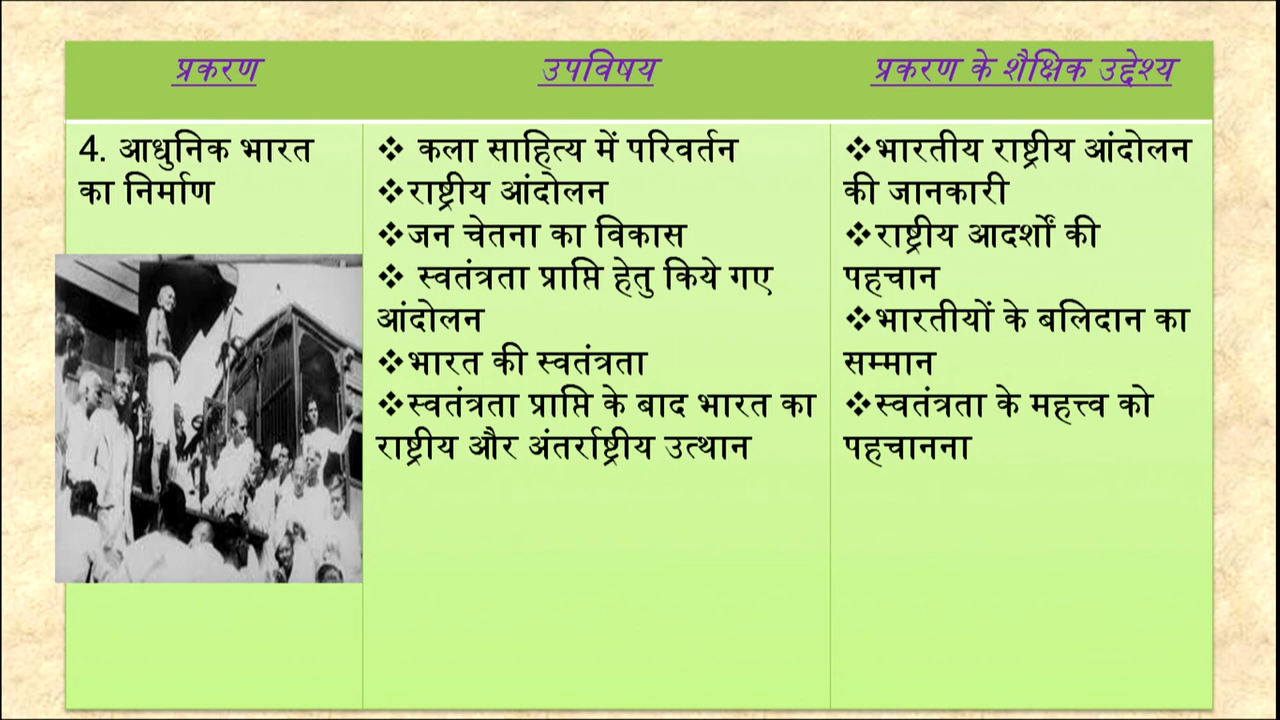 प्रकरण
उपविषय
प्रकरण के शैक्षिक उद्देश्य
4. आधुनिक भारत
का निर्माण
❖ कला साहित्य में परिवर्तन
❖राष्ट्रीय आंदोलन
❖जन चेतना का विकास
❖ स्वतंत्रता प्राप्ति हेतु किये गए
आंदोलन
❖भारत की स्वतंत्रता
❖स्वतंत्रता प्राप्ति के बाद भारत का
राष्ट्रीय और अंतर्राष्ट्रीय उत्थान
❖भारतीय राष्ट्रीय आंदोलन
की जानकारी
❖राष्ट्रीय आदर्शों की
पहचान
❖भारतीयों के बलिदान का
सम्मान
❖स्वतंत्रता के महत्त्व को
पहचानना